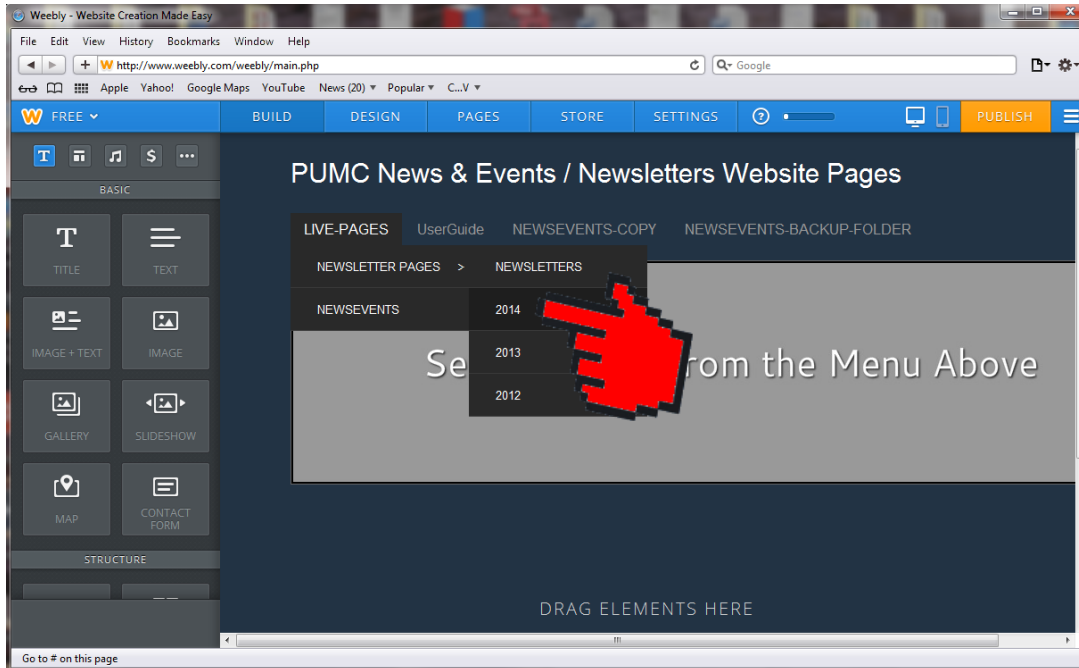 Weebly - Website Creation Made Easy
File Edit View History Bookmarks Window Help
http://www.weebly.com/weebly/main.php
Google
Apple Yahoo! Google Maps YouTube News (20) Popular C...V
FREE BUILD DESIGN PAGES STORE SETTINGS ? PUBLISH
T $
BASIC
PUMC News & Events / Newsletters Website Pages
LIVE-PAGES UserGuide NEWSEVENTS-COPY NEWSEVENTS-BACKUP-FOLDER
T
TITLE TEXT
NEWSLETTER PAGES > NEWSLETTERS
NEWSEVENTS 2014
2013
2012
IMAGE + TEXT IMAGE
from the Menu Above
GALLERY SLIDESHOW
MAP CONTACT
FORM
STRUCTURE
DRAG ELEMENTS HERE
Go to # on this page